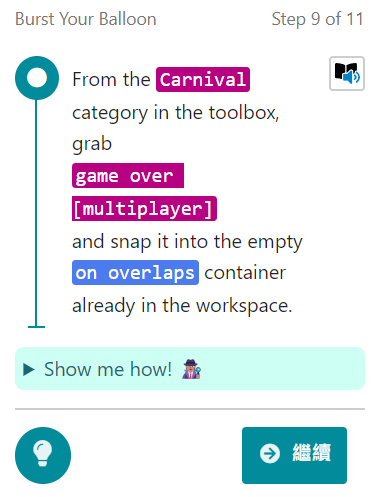 Burst Your Balloon
Step 9 of 11
From the Carnival
category in the toolbox,
grab
game over
[multiplayer]
and snap it into the empty
on overlaps container
already in the workspace.
Show me how!
繼續